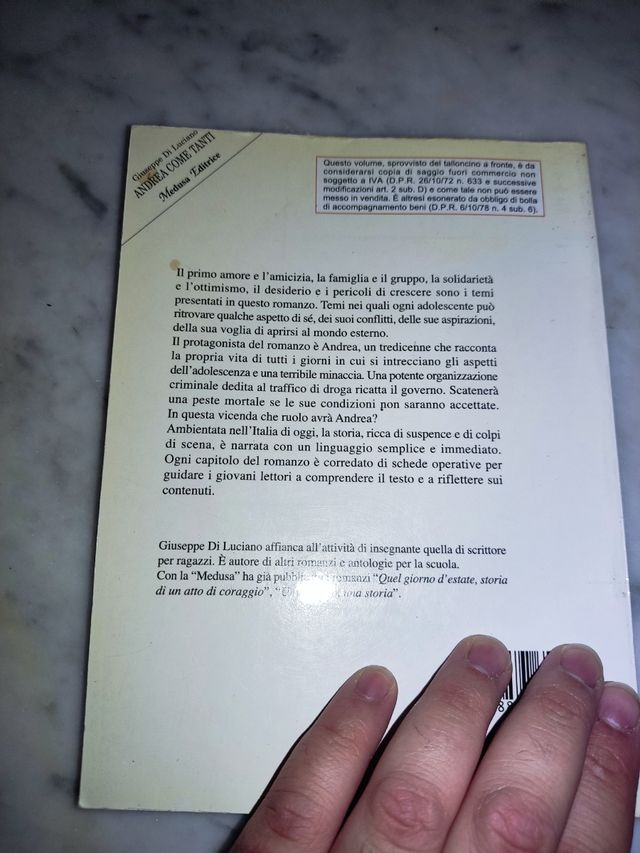 Giuseppe Di Luciano
ANDREA COME TANTI
Medusa Editrice
Questo volume, sprovvisto del talloncino a fronte, è da
considerarsi copia di saggio fuori commercio non
soggetto a IVA (D.P.R. 26/10/72 n. 633 e successive
modificazioni art. 2 sub. D) e come tale non può essere
messo in vendita. È altresì esonerato da obbligo di bolla
di accompagnamento beni (D.P.R. 6/10/78 n. 4 sub. 6).
Il primo amore e l'amicizia, la famiglia e il gruppo, la solidarietà
e l'ottimismo, il desiderio e i pericoli di crescere sono i temi
presentati in questo romanzo. Temi nei quali ogni adolescente può
ritrovare qualche aspetto di sé, dei suoi conflitti, delle sue aspirazioni,
della sua voglia di aprirsi al mondo esterno.
Il protagonista del romanzo è Andrea, un tredicenne che racconta
la propria vita di tutti i giorni in cui si intrecciano gli aspetti
dell'adolescenza e una terribile minaccia. Una potente organizzazione
criminale dedita al traffico di droga ricatta il governo. Scatenerà
una peste mortale se le sue condizioni non saranno accettate.
In questa vicenda che ruolo avrà Andrea?
Ambientata nell'Italia di oggi, la storia, ricca di suspence e di colpi
di scena, è narrata con un linguaggio semplice e immediato.
Ogni capitolo del romanzo è corredato di schede operative per
guidare i giovani lettori a comprendere il testo e a riflettere sui
contenuti.
Giuseppe Di Luciano affianca all'attività di insegnante quella di scrittore
per ragazzi. È autore di altri romanzi e antologie per la scuola.
Con la "Medusa" ha già pubblicato i romanzi "Quel giorno d'estate, storia
di un atto di coraggio", " una storia".